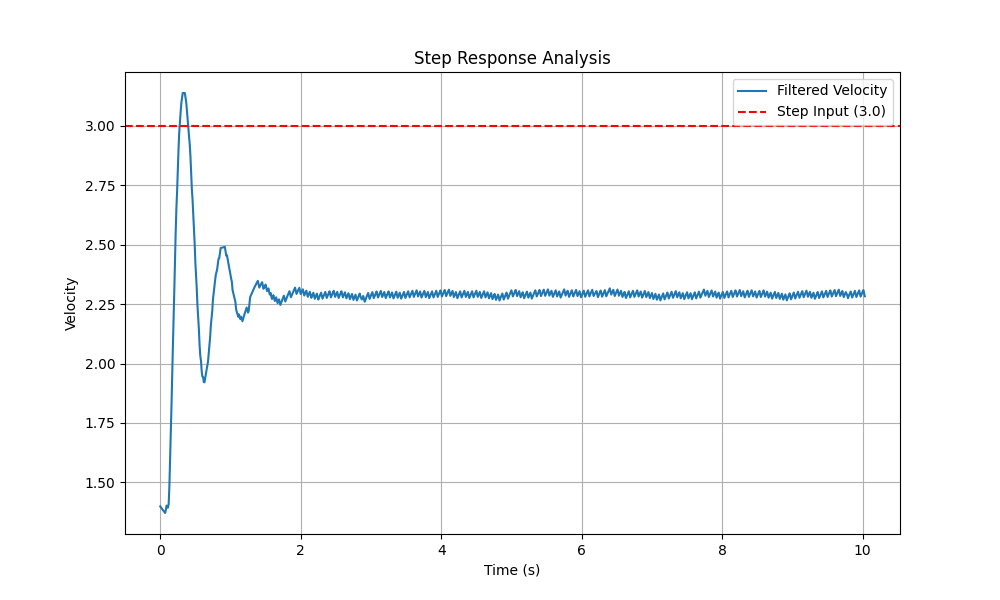 Step Response Analysis
Filtered Velocity
Step Input (3.0)
Velocity
3.00
2.75
2.50
2.25
2.00
1.75
1.50
0 2 4 6 8 10
Time (s)